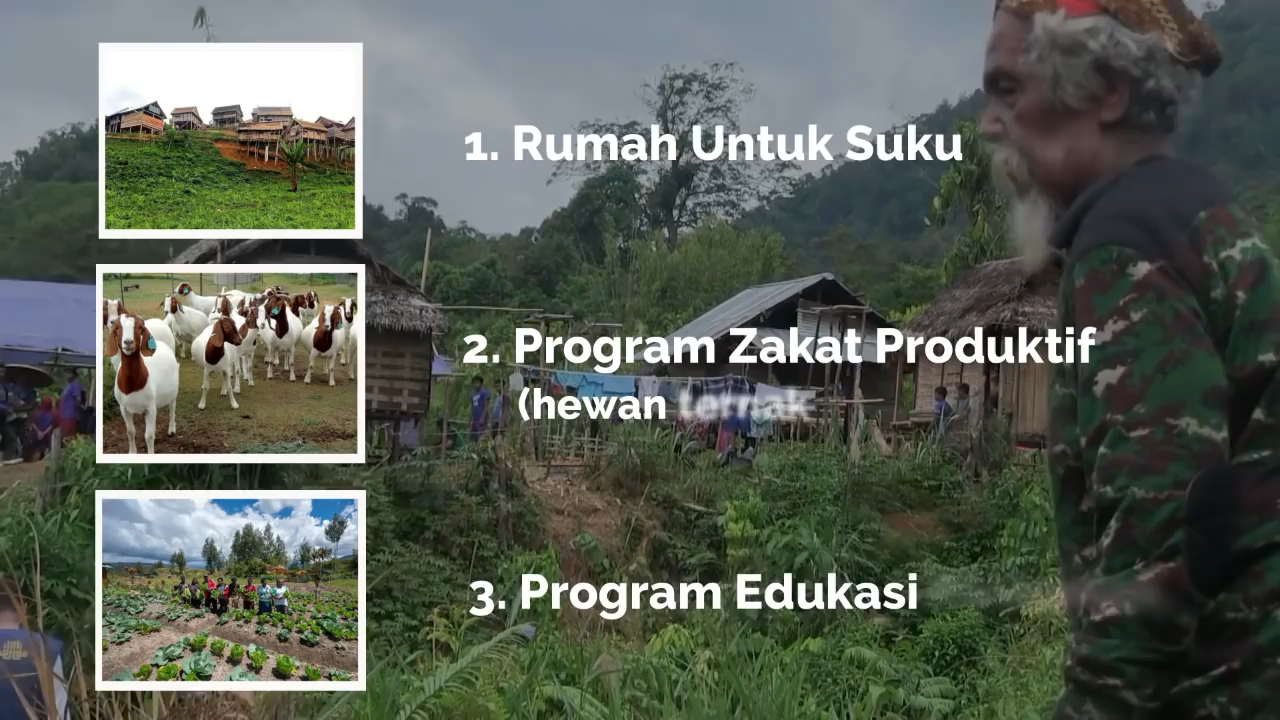 1. Rumah Untuk Suku
2. Program Zakat Produktif
(hewan
3. Program Edukasi